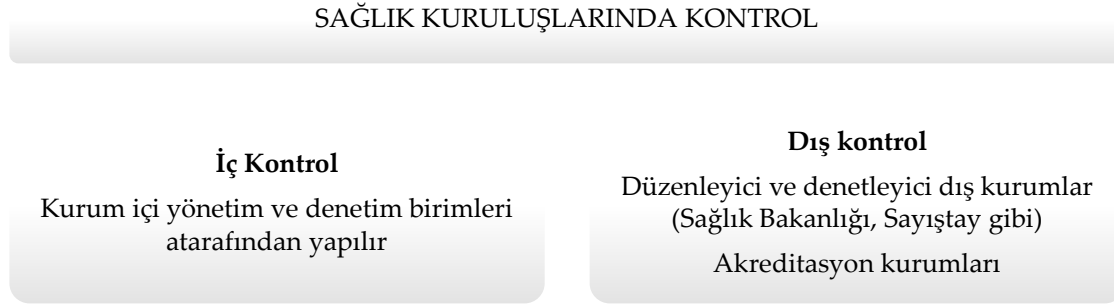 SAĞLIK KURULUŞLARINDA KONTROL
İç Kontrol
Kurum içi yönetim ve denetim birimleri
atarafından yapılır
Dış kontrol
Düzenleyici ve denetleyici dış kurumlar
(Sağlık Bakanlığı, Sayıştay gibi)
Akreditasyon kurumları